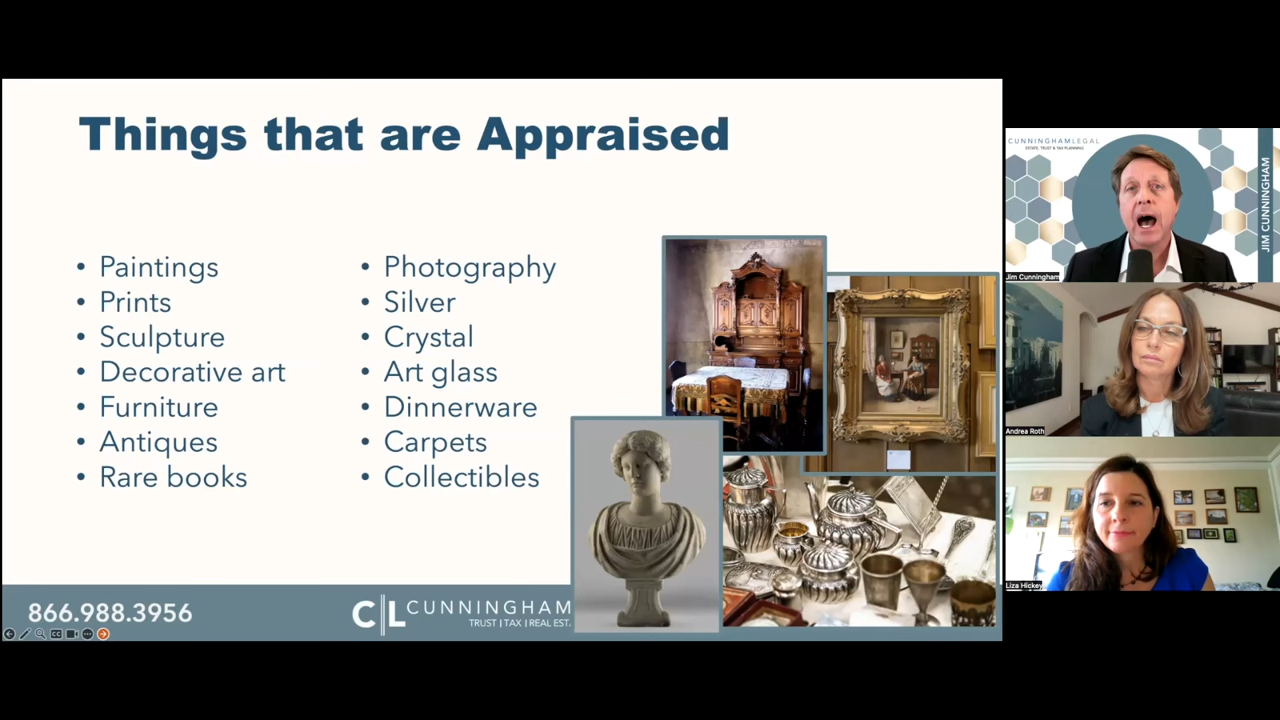 Things that are Appraised
• Paintings
• Prints
• Sculpture
• Decorative art
• Furniture
• Antiques
• Rare books
• Photography
• Silver
• Crystal
• Art glass
• Dinnerware
• Carpets
• Collectibles
866.988.3956
CL CUNNINGHAM
TRUST | TAX | REAL EST
CUNNINGHAMLEGAL
ESTATE, TRUST & TAX PLANNING
JIM CUNNINGHAM
Jim Cunningham
Andrea Roth
Liza Hickey